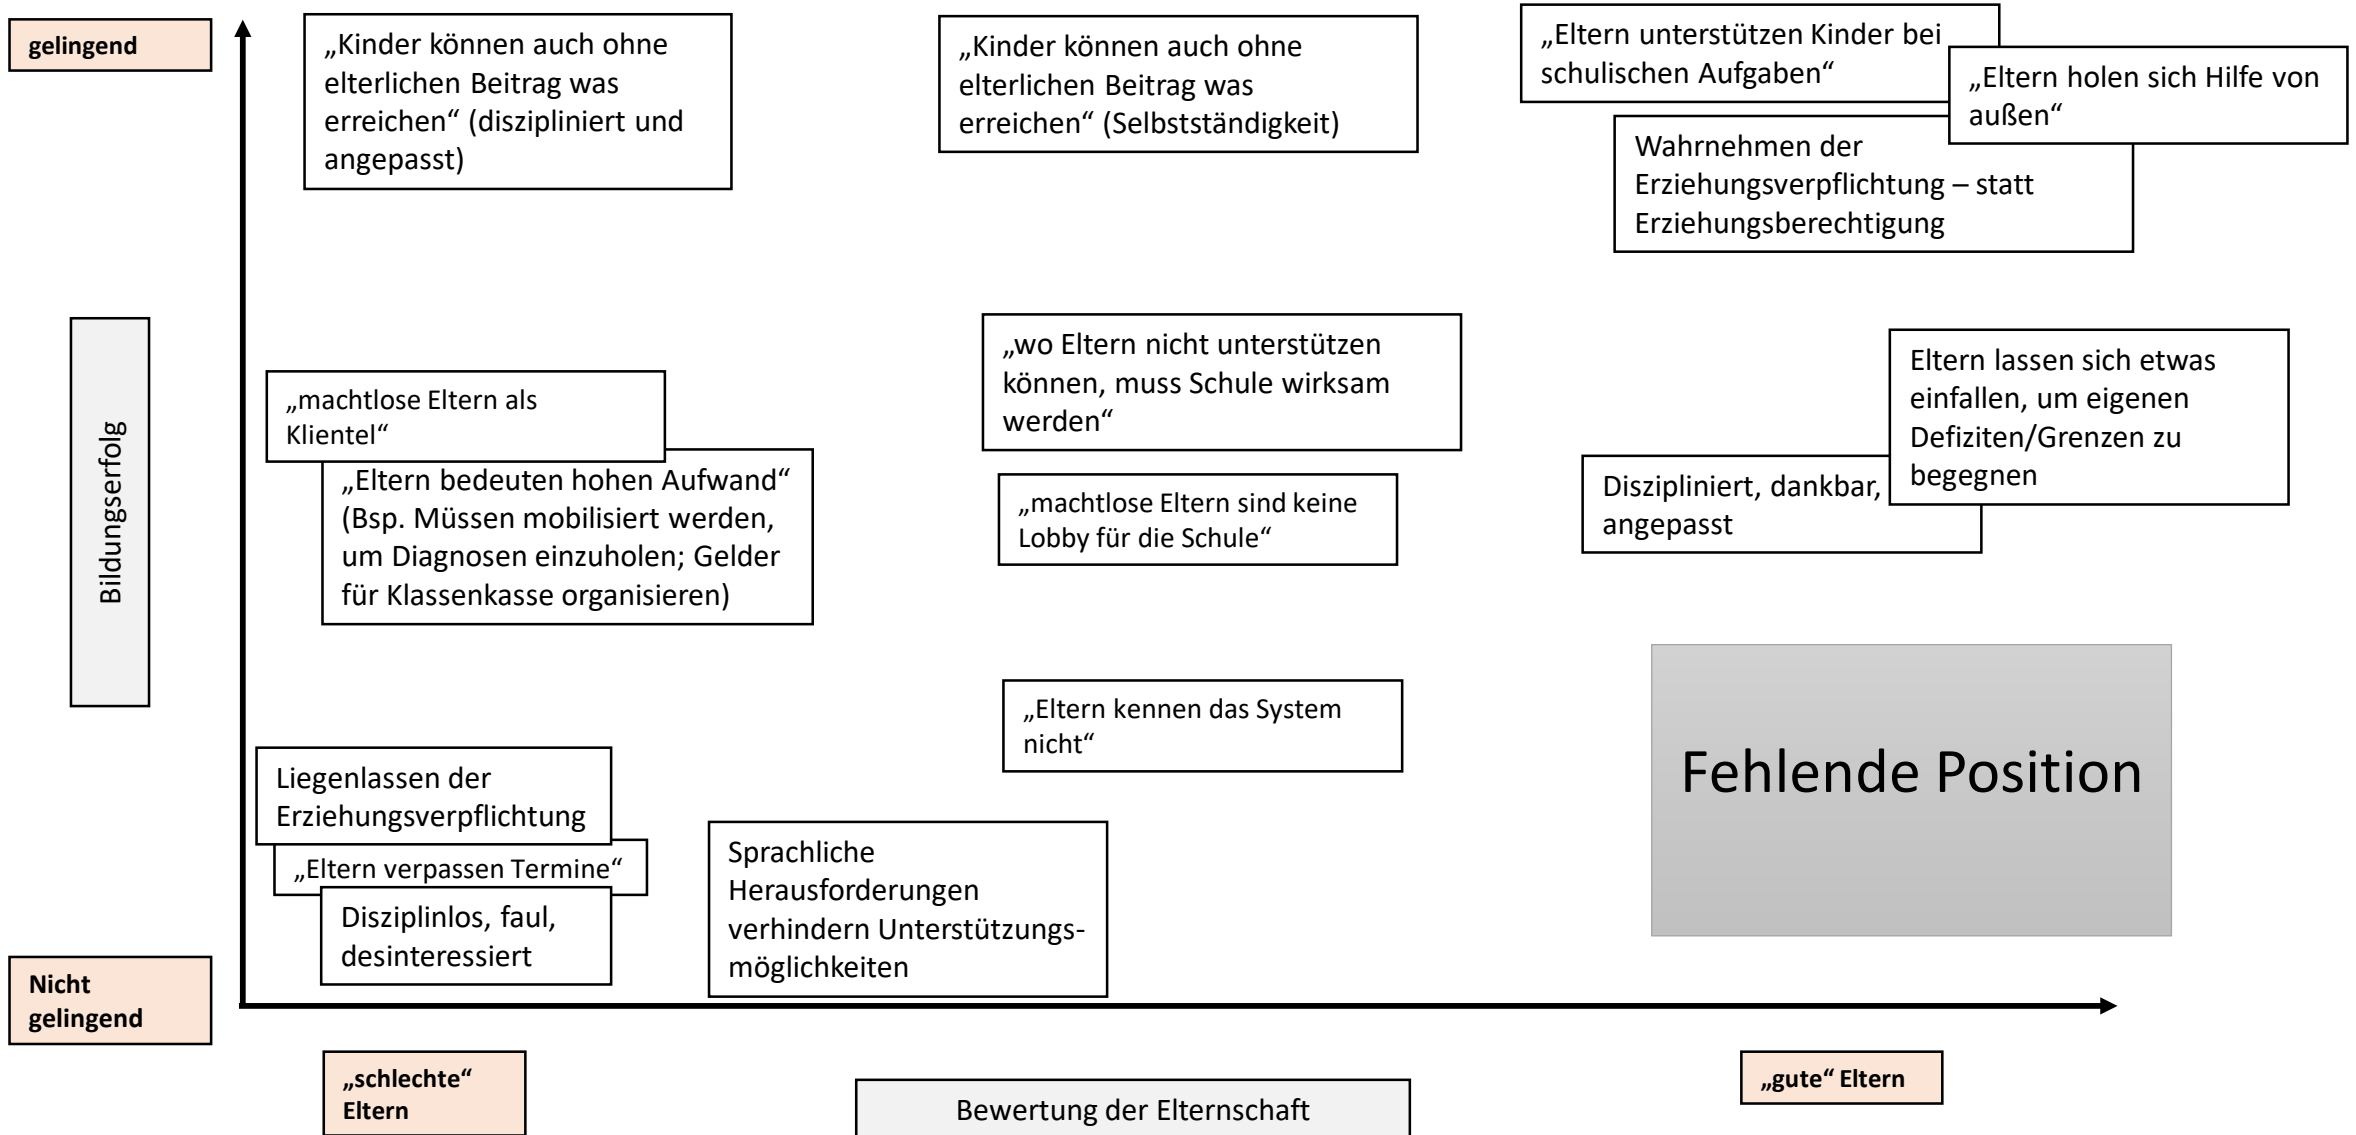 gelingend
„Kinder können auch ohne
elterlichen Beitrag was
erreichen“ (diszipliniert und
angepasst)
„Kinder können auch ohne
elterlichen Beitrag was
erreichen“ (Selbstständigkeit)
„Eltern unterstützen Kinder bei
schulischen Aufgaben“
„Eltern holen sich Hilfe von
außen“
Wahrnehmen der
Erziehungsverpflichtung – statt
Erziehungsberechtigung
Bildungserfolg
„machtlose Eltern als
Klientel“
„Eltern bedeuten hohen Aufwand“
(Bsp. Müssen mobilisiert werden,
um Diagnosen einzuholen; Gelder
für Klassenkasse organisieren)
„wo Eltern nicht unterstützen
können, muss Schule wirksam
werden“
„machtlose Eltern sind keine
Lobby für die Schule“
Eltern lassen sich etwas
einfallen, um eigenen
Defiziten/Grenzen zu
begegnen
Diszipliniert, dankbar,
angepasst
„Eltern kennen das System
nicht“
Fehlende Position
Liegenlassen der
Erziehungsverpflichtung
„Eltern verpassen Termine“
Disziplinlos, faul,
desinteressiert
Sprachliche
Herausforderungen
verhindern Unterstützungs-
möglichkeiten
Nicht
gelingend
„schlechte“
Eltern
Bewertung der Elternschaft
„gute“ Eltern